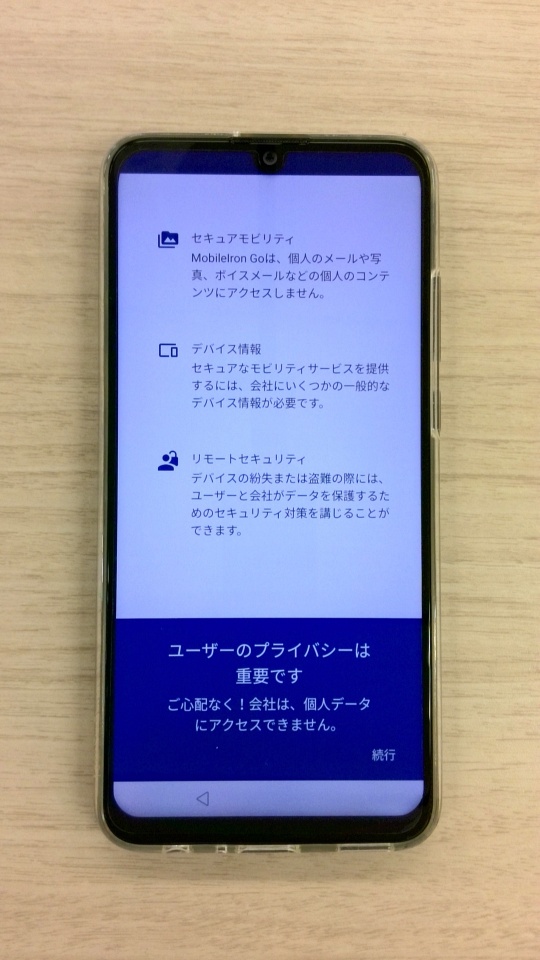 セキュアモビリティ
MobileIron Goは、個人のメールや写
真、ボイスメールなどの個人のコンテ
ンツにアクセスしません。
デバイス情報
セキュアなモビリティサービスを提供
するには、会社にいくつかの一般的な
デバイス情報が必要です。
リモートセキュリティ
デバイスの紛失または盗難の際には、
ユーザーと会社がデータを保護するた
めのセキュリティ対策を講じることが
できます。
ユーザーのプライバシーは
重要です
ご心配なく！会社は、個人データ
にアクセスできません。
続行